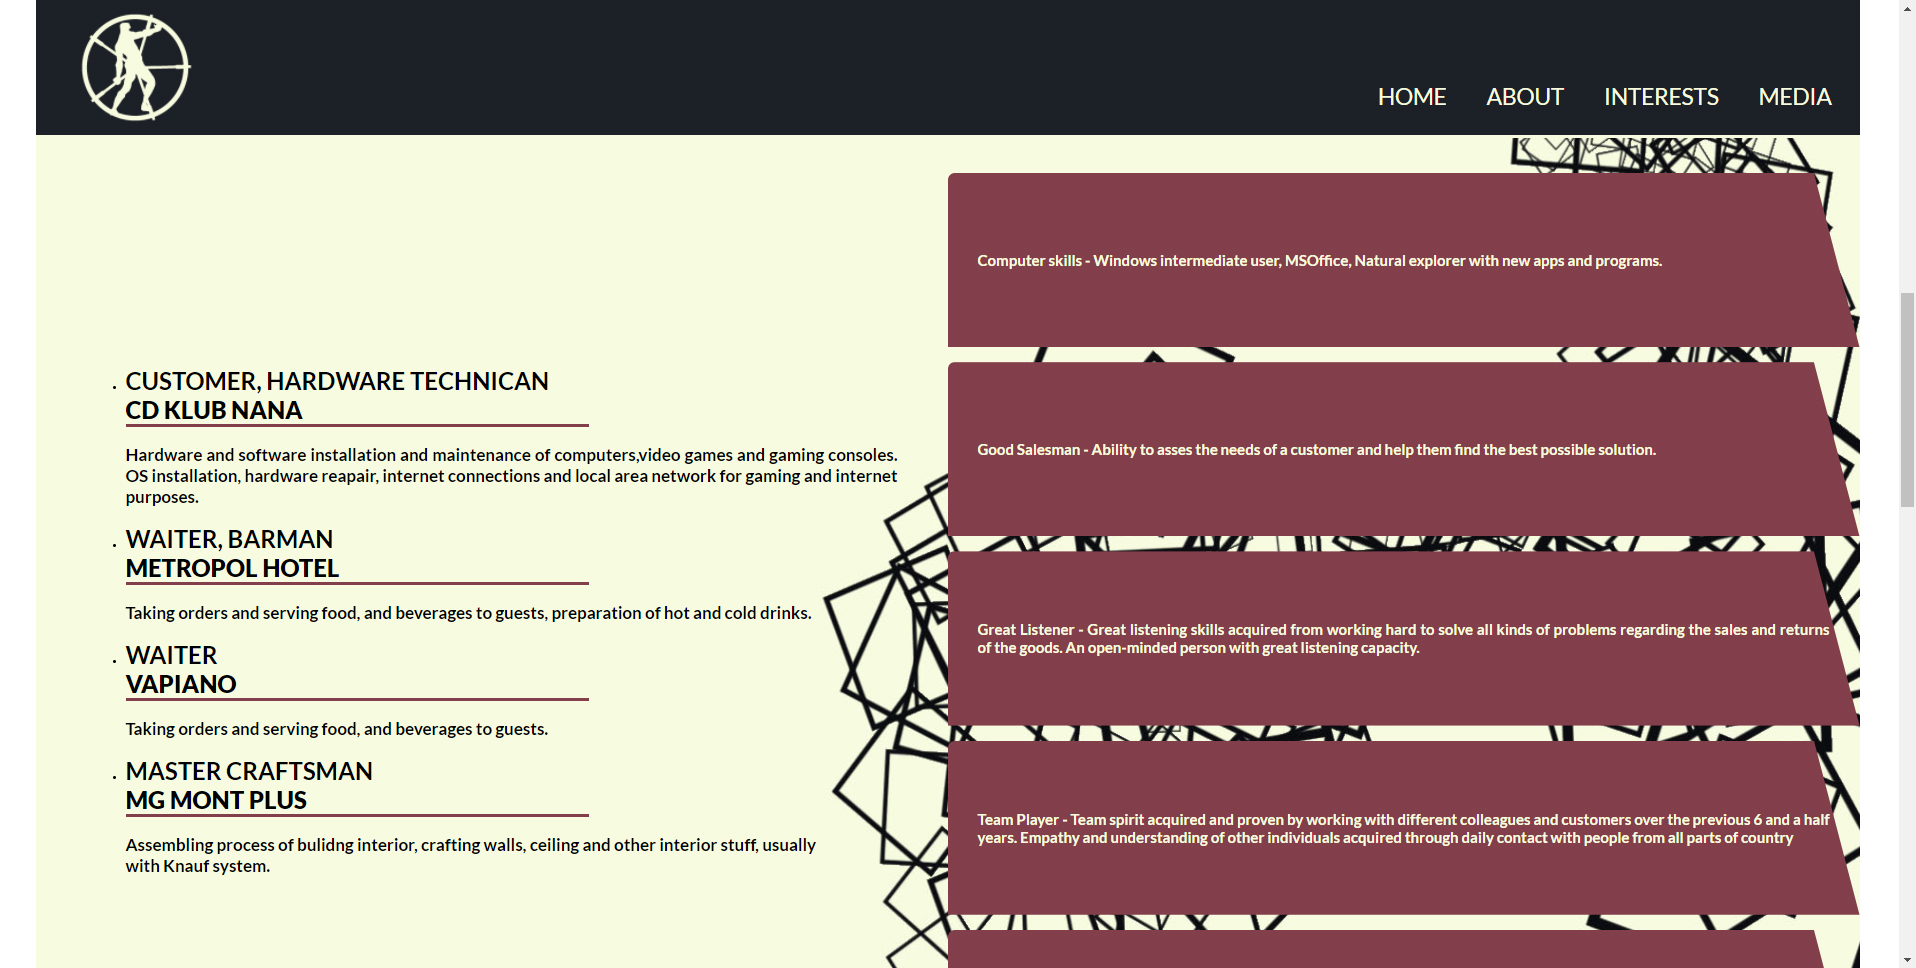 HOME ABOUT INTERESTS MEDIA
CUSTOMER, HARDWARE TECHNICAN
CD KLUB NANA
Hardware and software installation and maintenance of computers,video games and gaming consoles.
OS installation, hardware reapair, internet connections and local area network for gaming and internet
purposes.
WAITER, BARMAN
METROPOL HOTEL
Taking orders and serving food, and beverages to guests, preparation of hot and cold drinks.
WAITER
VAPIANO
Taking orders and serving food, and beverages to guests.
MASTER CRAFTSMAN
MG MONT PLUS
Assembling process of bulidng interior, crafting walls, ceiling and other interior stuff, usually
with Knauf system.
Computer skills - Windows intermediate user, MSOffice, Natural explorer with new apps and programs.
Good Salesman - Ability to asses the needs of a customer and help them find the best possible solution.
Great Listener - Great listening skills acquired from working hard to solve all kinds of problems regarding the sales and returns
of the goods. An open-minded person with great listening capacity.
Team Player - Team spirit acquired and proven by working with different colleagues and customers over the previous 6 and a half
years. Empathy and understanding of other individuals acquired through daily contact with people from all parts of country